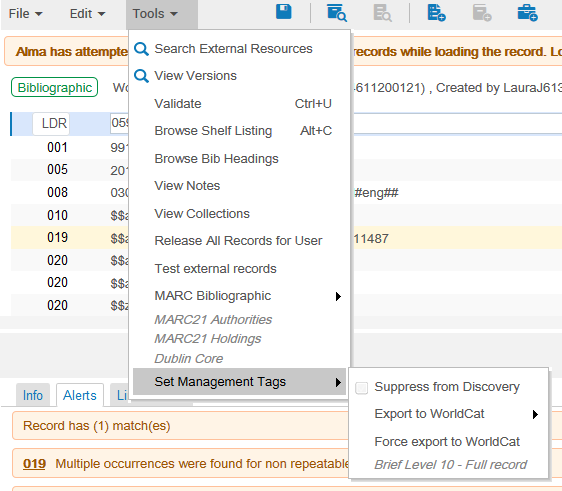 File Edit Tools
Alma has attempte ecords while loading the record. Lo
Bibliographic Wo 4611200121) , Created by LauraJ613
LDR 059
001 991
005 201
008 030 #eng##
010 $$a
019 $$a 11487
020 $$a
020 $$a
020 $$z
Search External Resources
View Versions
Validate Ctrl+U
Browse Shelf Listing Alt+C
Browse Bib Headings
View Notes
View Collections
Release All Records for User
Test external records
MARC Bibliographic
MARC21 Authorities
MARC21 Holdings
Dublin Core
Set Management Tags
Suppress from Discovery
Export to WorldCat
Force export to WorldCat
Brief Level 10 - Full record
Info Alerts Li
Record has (1) match(es)
019 Multiple occurrences were found for non repeatable